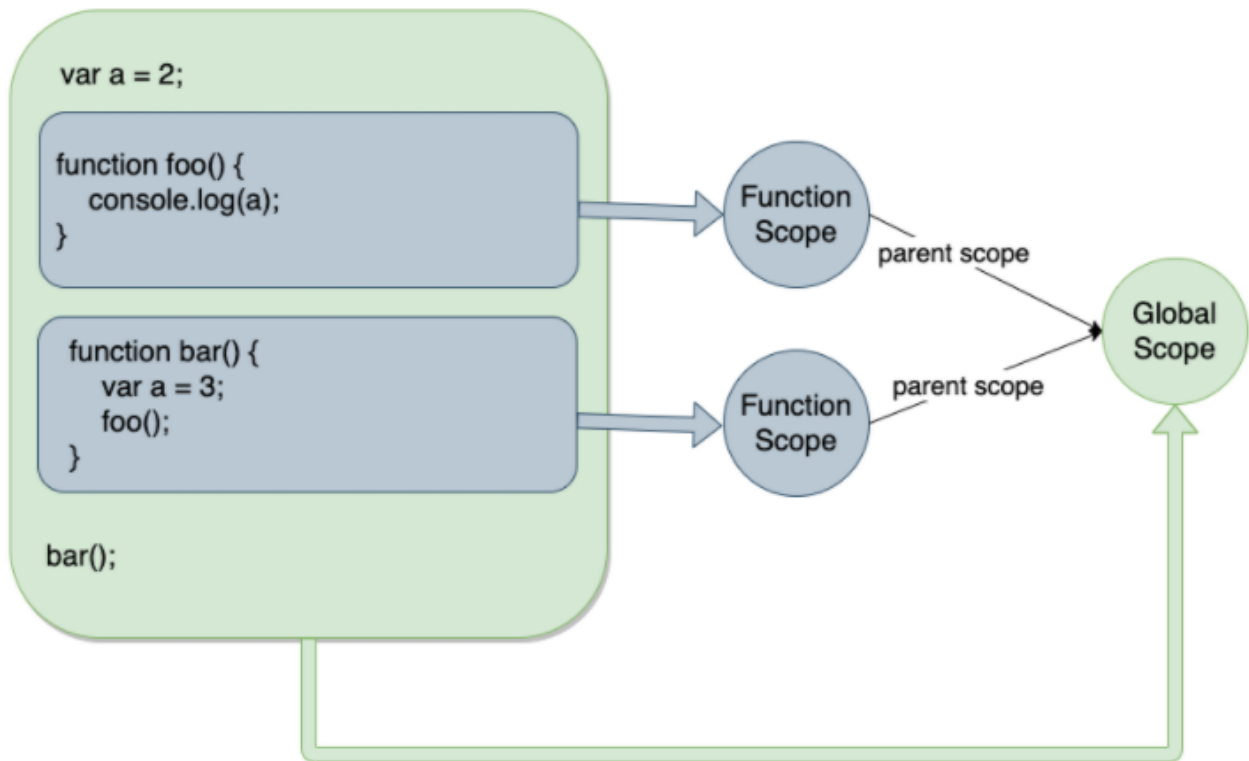 var a = 2;
function foo() {
console.log(a);
}
function bar() {
var a = 3;
foo();
}
bar();
Function
Scope
parent scope
Function
Scope
parent scope
Global
Scope